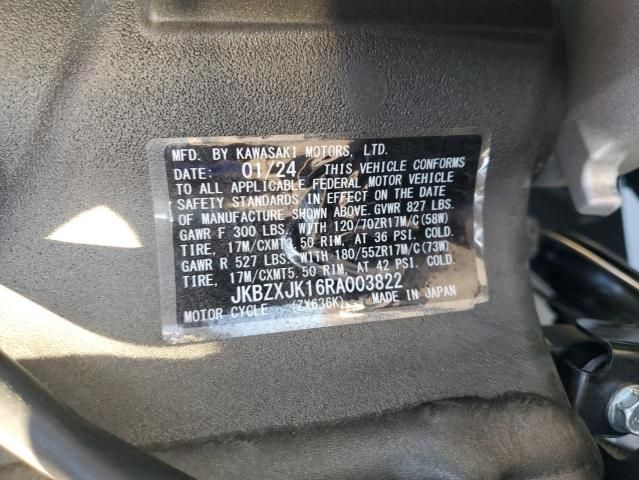 MFD. BY KAWASAKI MOTORS, LTD.
DATE: 01/24 THIS VEHICLE CONFORMS
TO ALL APPLICABLE FEDERAL MOTOR VEHICLE
SAFETY STANDARDS IN EFFECT ON THE DATE
OF MANUFACTURE SHOWN ABOVE. GVWR 827 LBS.
GAWR F 300 LBS. WITH 120/70ZR17M/C(58W)
TIRE, 17M/CXMT3.50 RIM, AT 36 PSI. COLD.
GAWR R 527 LBS. WITH 180/55ZR17M/C(73W)
TIRE, 17M/CXMT5.50 RIM, AT 42 PSI. COLD.
JKBZXJK16RA003822
MOTOR CYCLE (ZX636K) MADE IN JAPAN